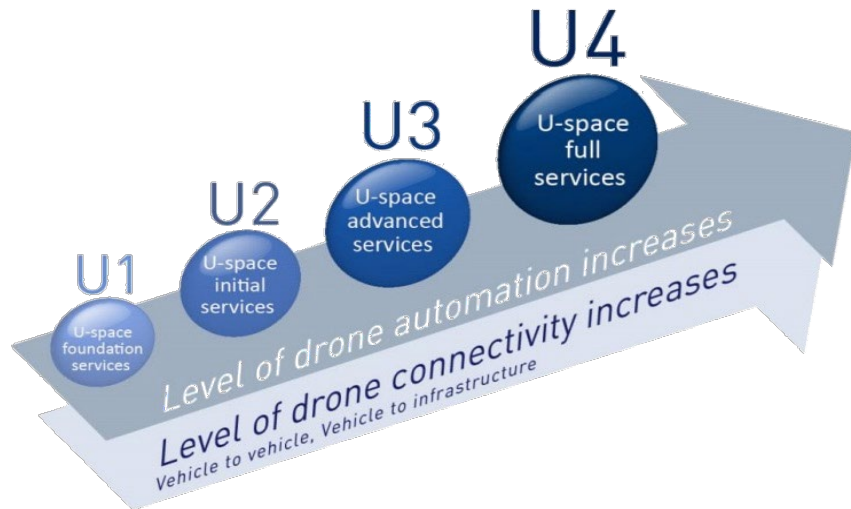 U1
U-space
foundation
services
U2
U-space
initial
services
U3
U-space
advanced
services
U4
U-space
full
services
Level of drone automation increases
Level of drone connectivity increases
Vehicle to vehicle, Vehicle to infrastructure